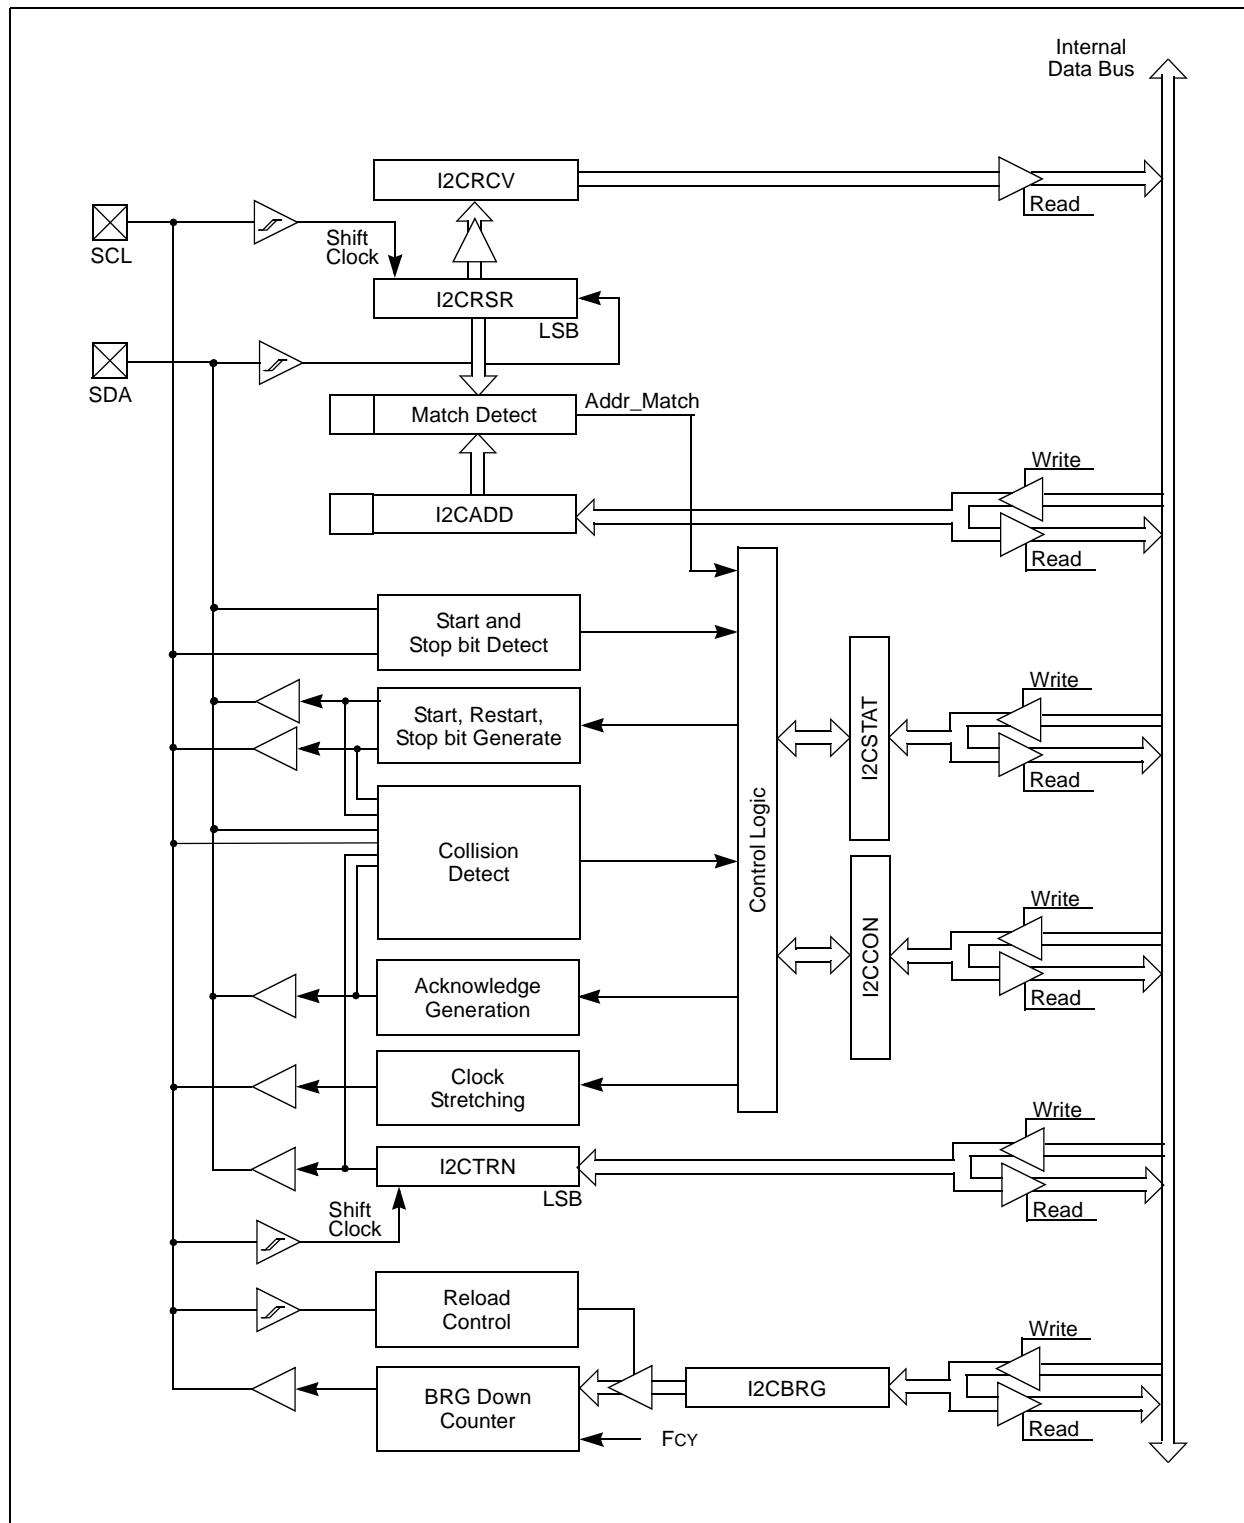 Internal
Data Bus
I2CRCV
Read
SCL
Shift
Clock
I2CRSR
LSB
SDA
Match Detect
Addr_Match
Write
I2CADD
Read
Start and
Stop bit Detect
Write
Start, Restart,
Stop bit Generate
I2CSTAT
Read
Control Logic
Collision
Detect
Write
I2CCON
Acknowledge
Generation
Read
Clock
Stretching
Write
I2CTRN
LSB
Shift
Clock
Read
Reload
Control
Write
BRG Down
Counter
I2CBRG
Read
FCY